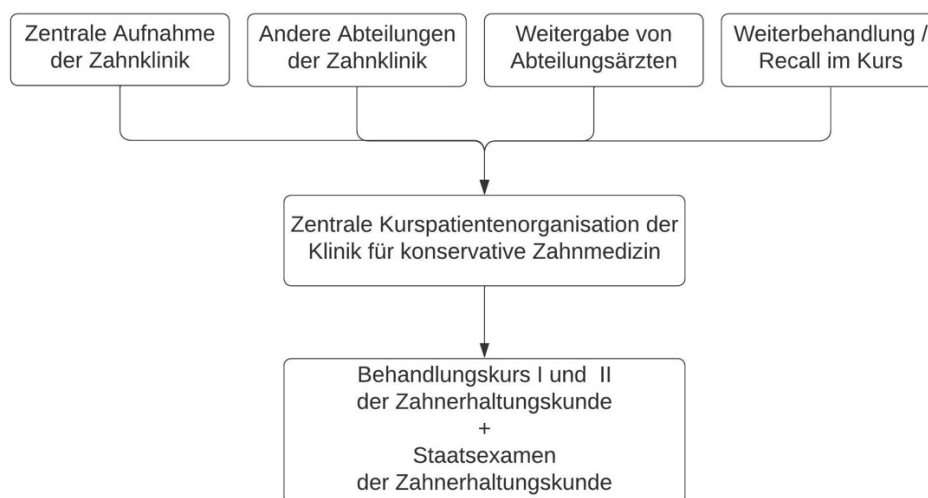 Zentrale Aufnahme
der Zahnklinik
Andere Abteilungen
der Zahnklinik
Weitergabe von
Abteilungsärzten
Weiterbehandlung /
Recall im Kurs
Zentrale Kurspatientenorganisation der
Klinik für konservative Zahnmedizin
Behandlungskurs I und  II
der Zahnerhaltungskunde
+
Staatsexamen
der Zahnerhaltungskunde